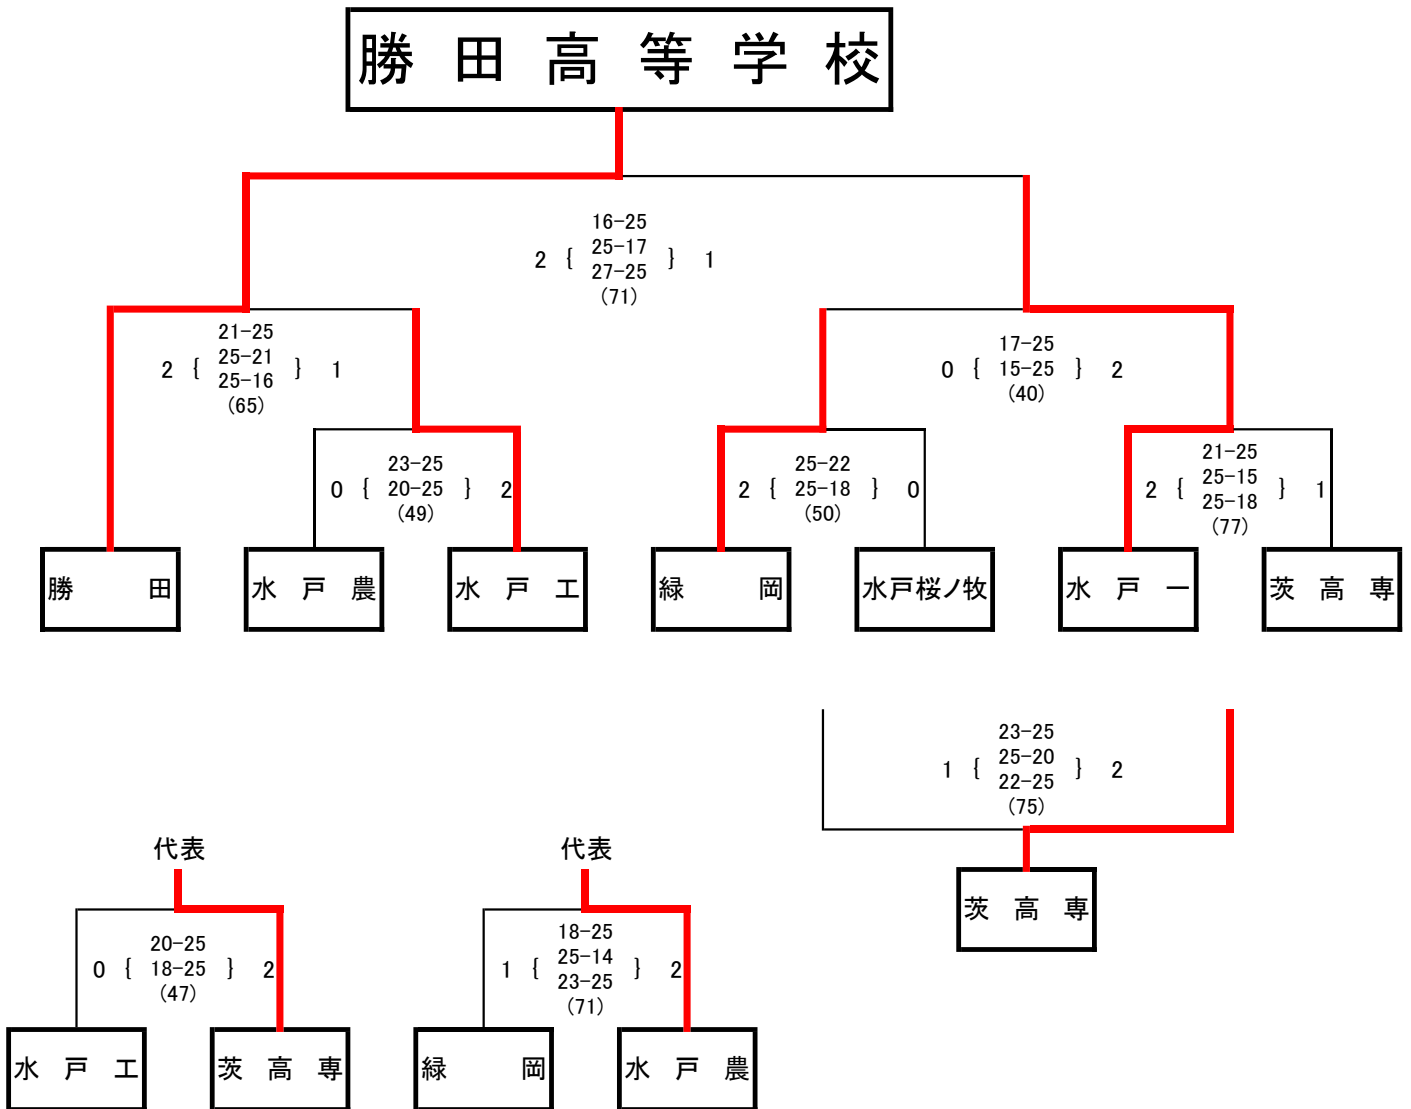 勝田高等学校
16-25
2 { 25-17 } 1
27-25
(71)
21-25
2 { 25-21 } 1
25-16
(65)
17-25
0 { 15-25 } 2
(40)
23-25
0 { 20-25 } 2
(49)
25-22
2 { 25-18 } 0
(50)
21-25
2 { 25-15 } 1
25-18
(77)
勝田
水戸農
水戸工
緑岡
水戸桜ノ牧
水戸一
茨高専
23-25
1 { 25-20 } 2
22-25
(75)
茨高専
代表
20-25
0 { 18-25 } 2
(47)
水戸工
茨高専
代表
18-25
1 { 25-14 } 2
23-25
(71)
緑岡
水戸農